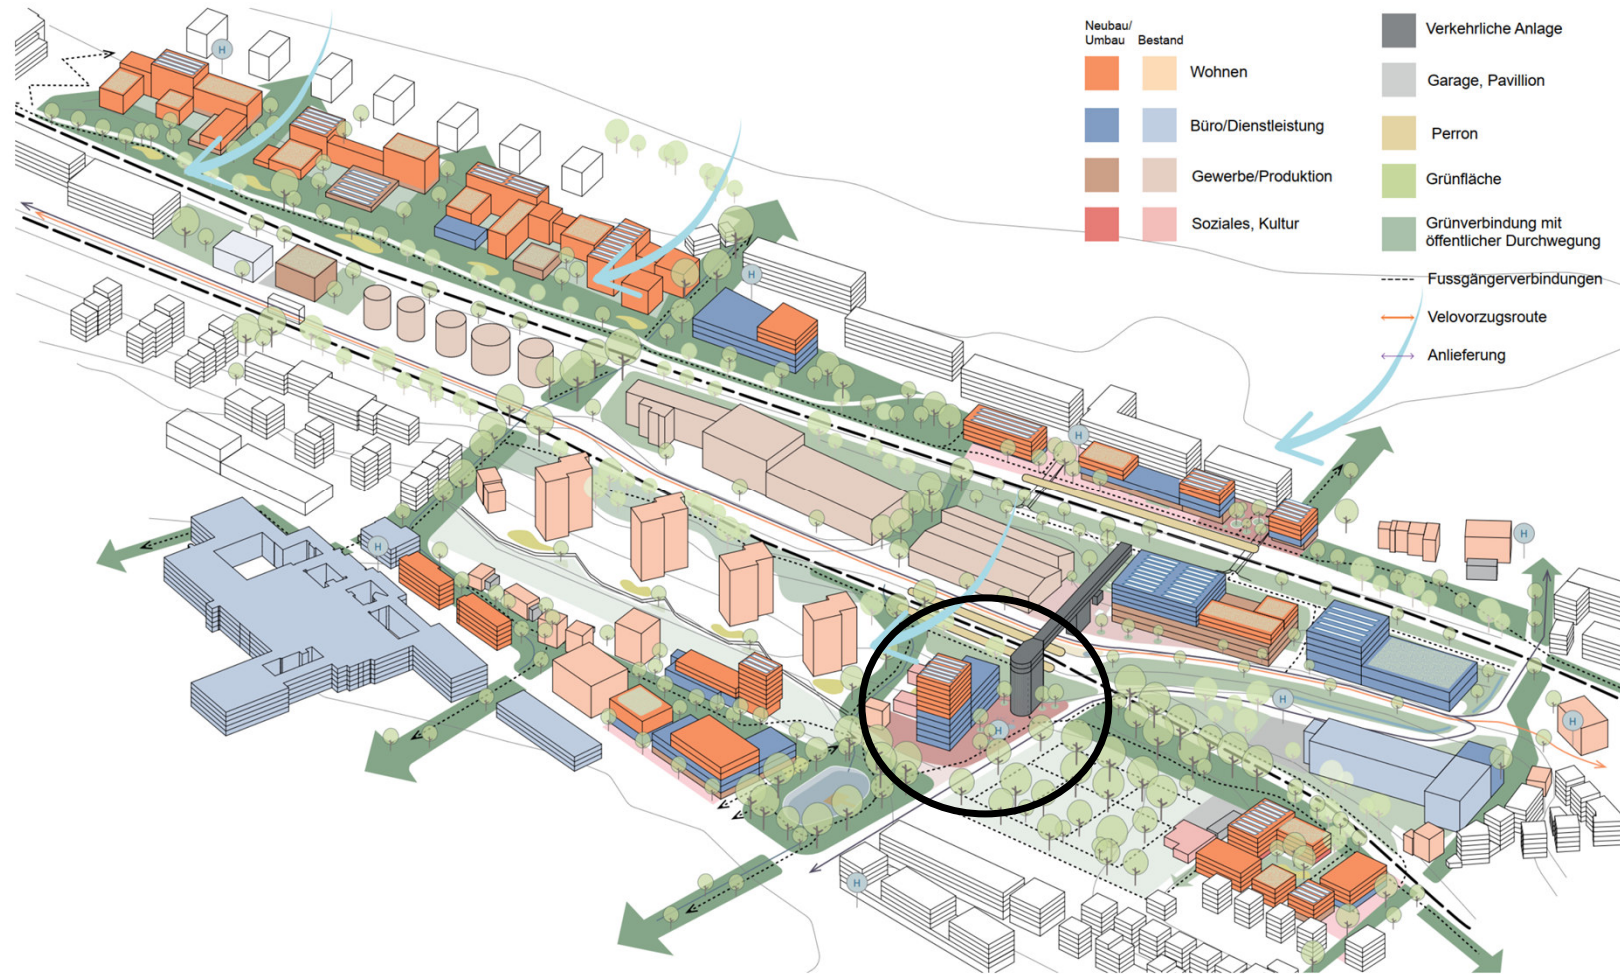 Neubau/
Umbau Bestand
Wohnen
Büro/Dienstleistung
Gewerbe/Produktion
Soziales, Kultur
Verkehrliche Anlage
Garage, Pavillion
Perron
Grünfläche
Grünverbindung mit
öffentlicher Durchwegung
Fussgängerverbindungen
Velovorzugsroute
Anlieferung
H
H
H
H
H
H
H
H
H